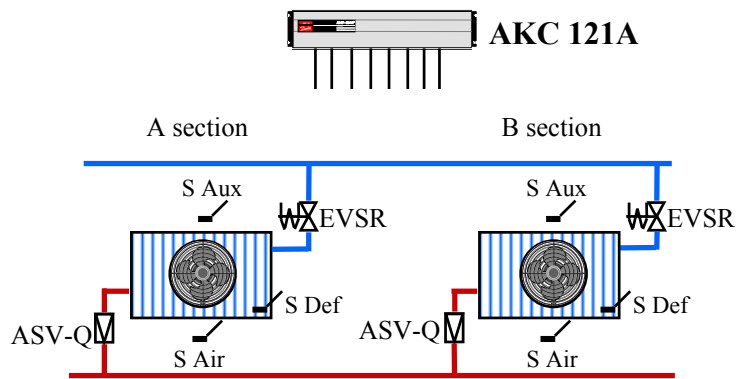 AKC 121A
A section
B section
S Aux
S Aux
EVSR
EVSR
S Def
S Def
ASV-Q
ASV-Q
S Air
S Air